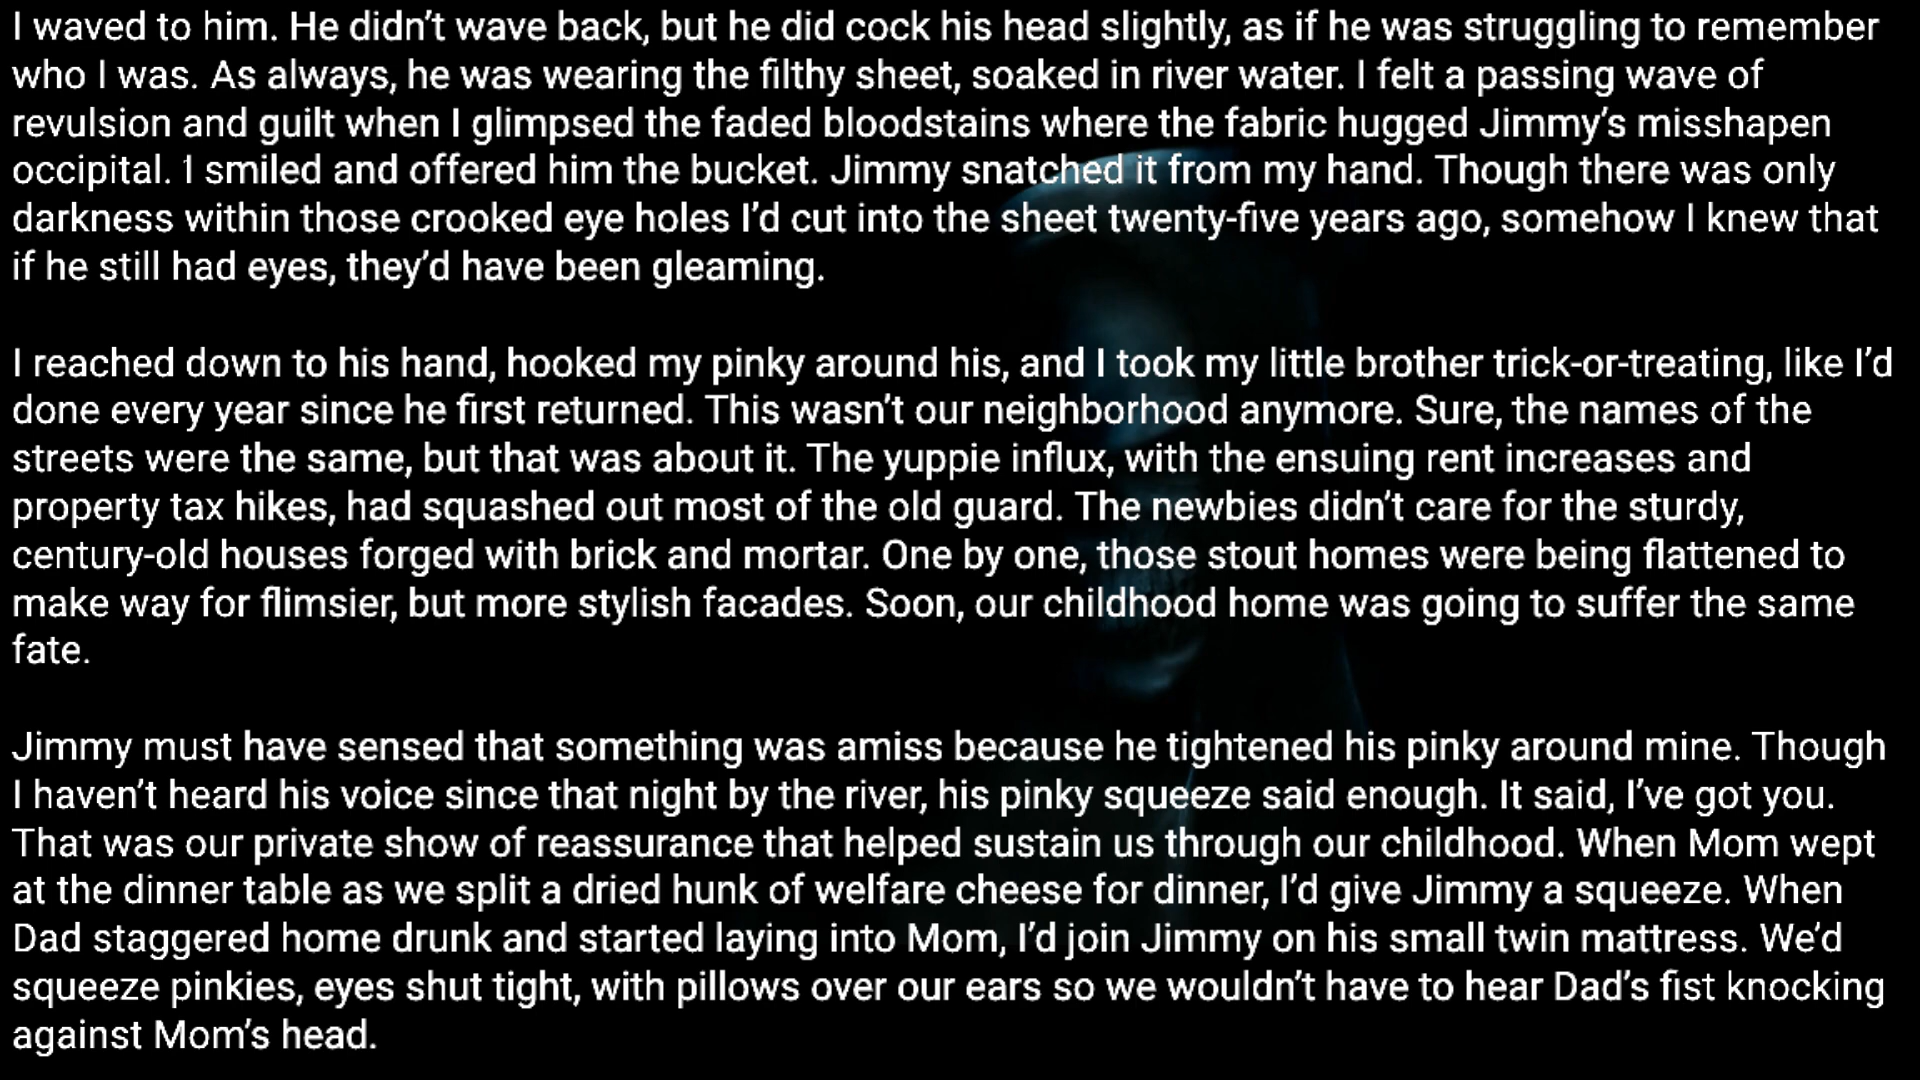 I waved to him. He didn’t wave back, but he did cock his head slightly, as if he was struggling to remember
who I was. As always, he was wearing the filthy sheet, soaked in river water. I felt a passing wave of
revulsion and guilt when I glimpsed the faded bloodstains where the fabric hugged Jimmy’s misshapen
occipital. I smiled and offered him the bucket. Jimmy snatched it from my hand. Though there was only
darkness within those crooked eye holes I’d cut into the sheet twenty-five years ago, somehow I knew that
if he still had eyes, they’d have been gleaming.
I reached down to his hand, hooked my pinky around his, and I took my little brother trick-or-treating, like I’d
done every year since he first returned. This wasn’t our neighborhood anymore. Sure, the names of the
streets were the same, but that was about it. The yuppie influx, with the ensuing rent increases and
property tax hikes, had squashed out most of the old guard. The newbies didn’t care for the sturdy,
century-old houses forged with brick and mortar. One by one, those stout homes were being flattened to
make way for flimsier, but more stylish facades. Soon, our childhood home was going to suffer the same
fate.
Jimmy must have sensed that something was amiss because he tightened his pinky around mine. Though
I haven’t heard his voice since that night by the river, his pinky squeeze said enough. It said, I’ve got you.
That was our private show of reassurance that helped sustain us through our childhood. When Mom wept
at the dinner table as we split a dried hunk of welfare cheese for dinner, I’d give Jimmy a squeeze. When
Dad staggered home drunk and started laying into Mom, I’d join Jimmy on his small twin mattress. We’d
squeeze pinkies, eyes shut tight, with pillows over our ears so we wouldn’t have to hear Dad’s fist knocking
against Mom’s head.